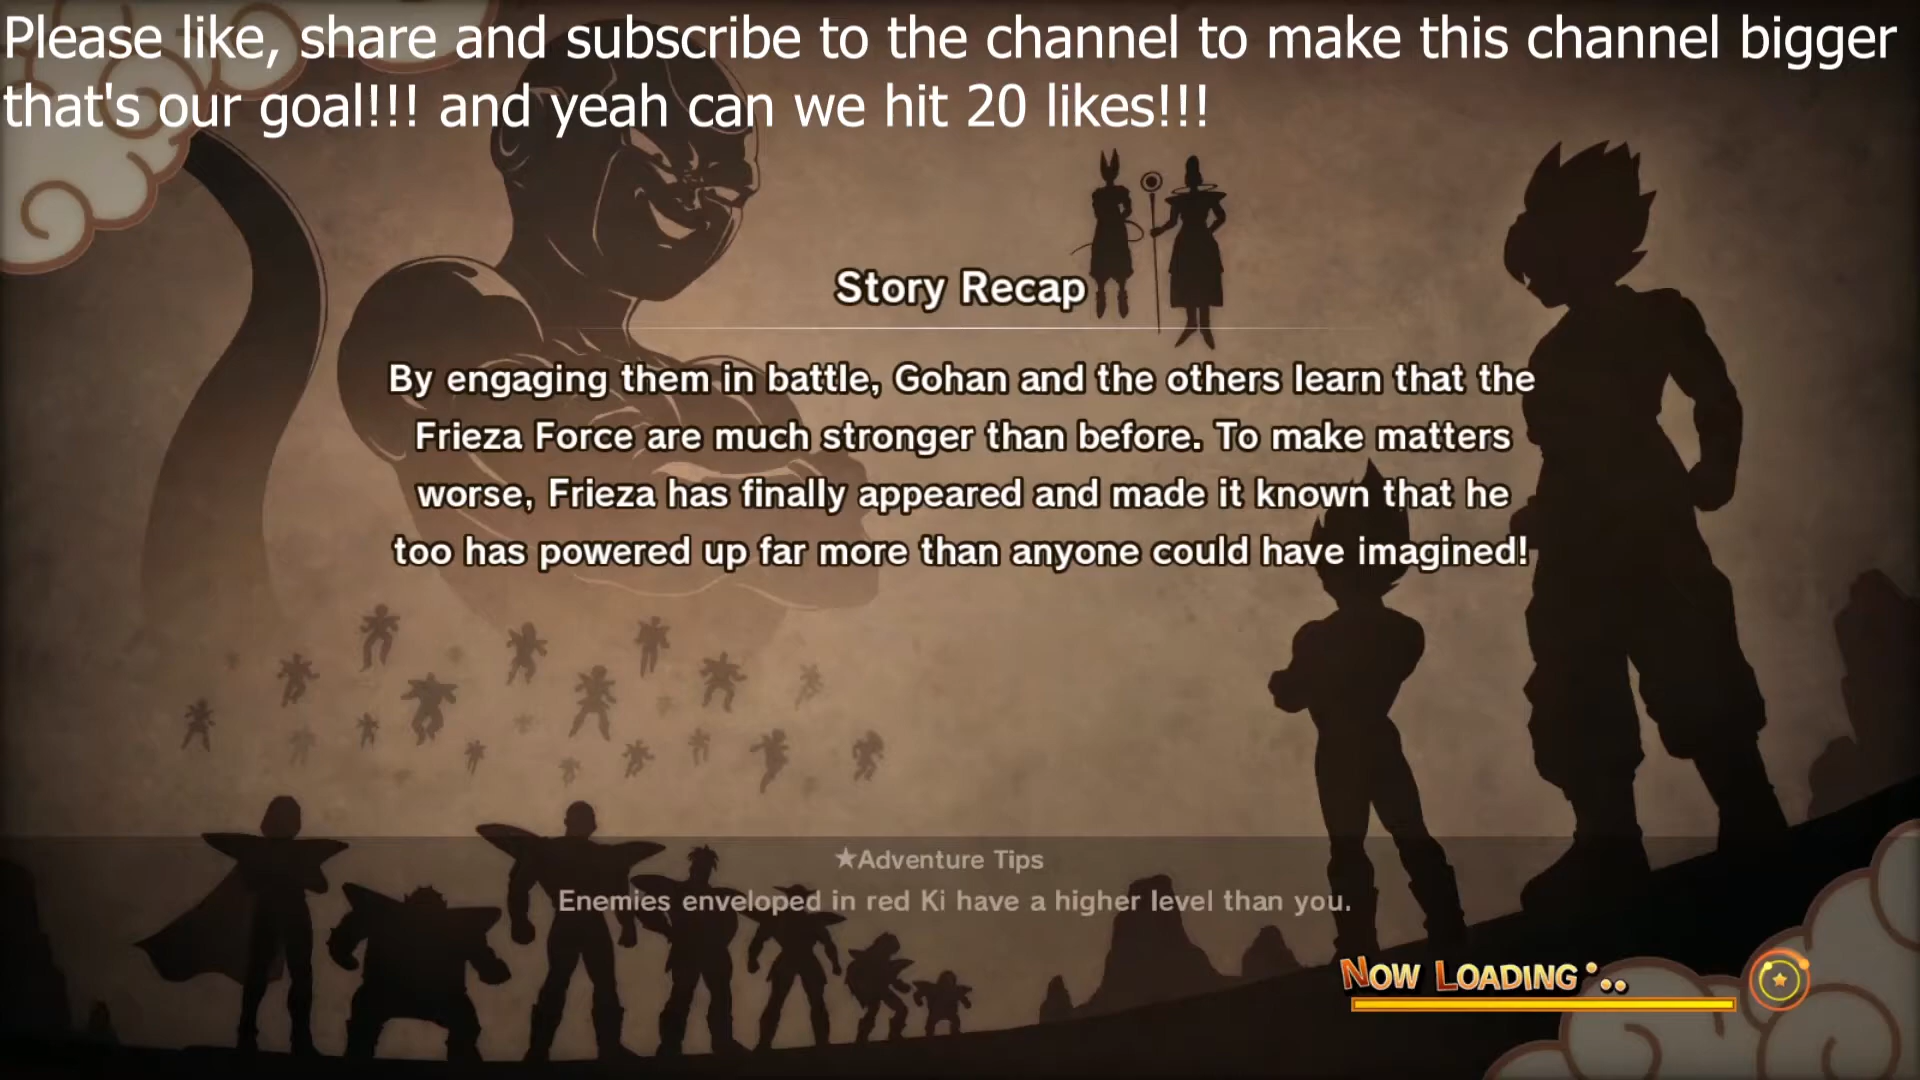 Please like, share and subscribe to the channel to make this channel bigger
that's our goal!!! and yeah can we hit 20 likes!!!
Story Recap
By engaging them in battle, Gohan and the others learn that the
Frieza Force are much stronger than before. To make matters
worse, Frieza has finally appeared and made it known that he
too has powered up far more than anyone could have imagined!
★Adventure Tips
Enemies enveloped in red Ki have a higher level than you.
NOW LOADING